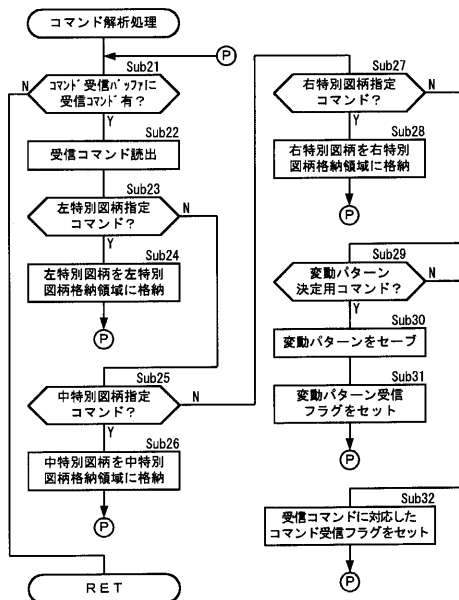 コマンド解析処理
P
Sub21
N
コマンド受信バッファに
受信コマンド有？
Y
Sub22
受信コマンド読出
Sub23
左特別図柄指定
コマンド？
N
Y
Sub24
左特別図柄を左特別
図柄格納領域に格納
P
Sub25
中特別図柄指定
コマンド？
N
Y
Sub26
中特別図柄を中特別
図柄格納領域に格納
P
RET
Sub27
右特別図柄指定
コマンド？
N
Y
Sub28
右特別図柄を右特別
図柄格納領域に格納
P
Sub29
変動パターン
決定用コマンド？
N
Y
Sub30
変動パターンをセーブ
Sub31
変動パターン受信
フラグをセット
P
Sub32
受信コマンドに対応した
コマンド受信フラグをセット
P